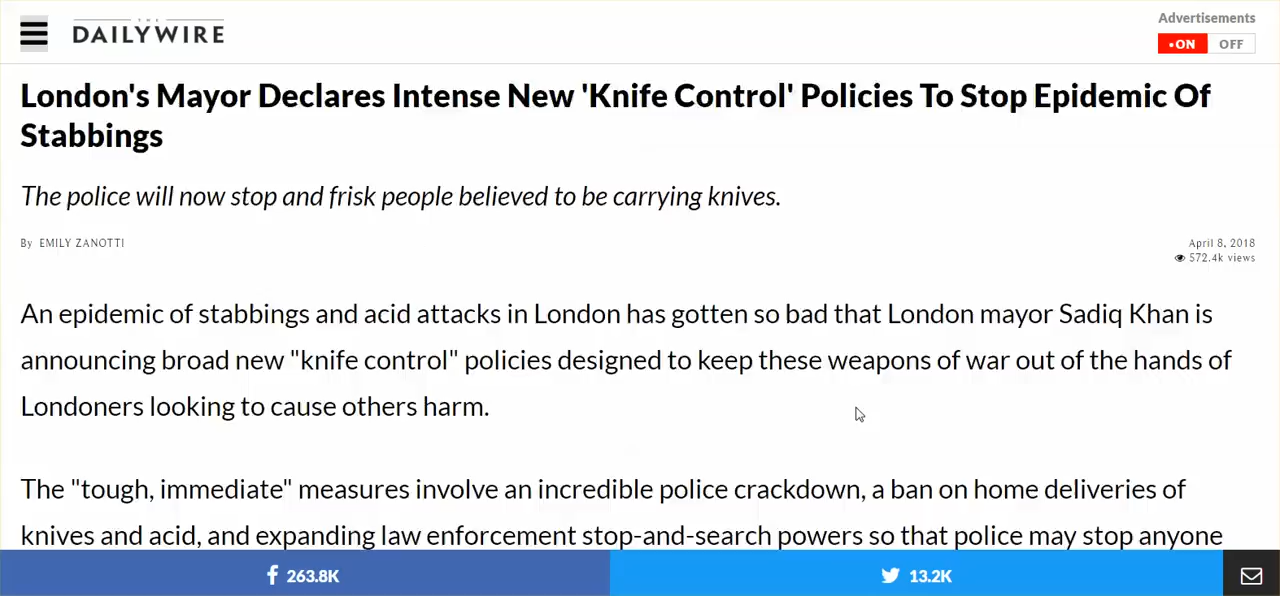 DAILYWIRE
Advertisements
•ON OFF
London's Mayor Declares Intense New 'Knife Control' Policies To Stop Epidemic Of
Stabbings
The police will now stop and frisk people believed to be carrying knives.
By EMILY ZANOTTI
April 8, 2018
572.4k views
An epidemic of stabbings and acid attacks in London has gotten so bad that London mayor Sadiq Khan is
announcing broad new "knife control" policies designed to keep these weapons of war out of the hands of
Londoners looking to cause others harm.
The "tough, immediate" measures involve an incredible police crackdown, a ban on home deliveries of
knives and acid, and expanding law enforcement stop-and-search powers so that police may stop anyone
263.8K
13.2K